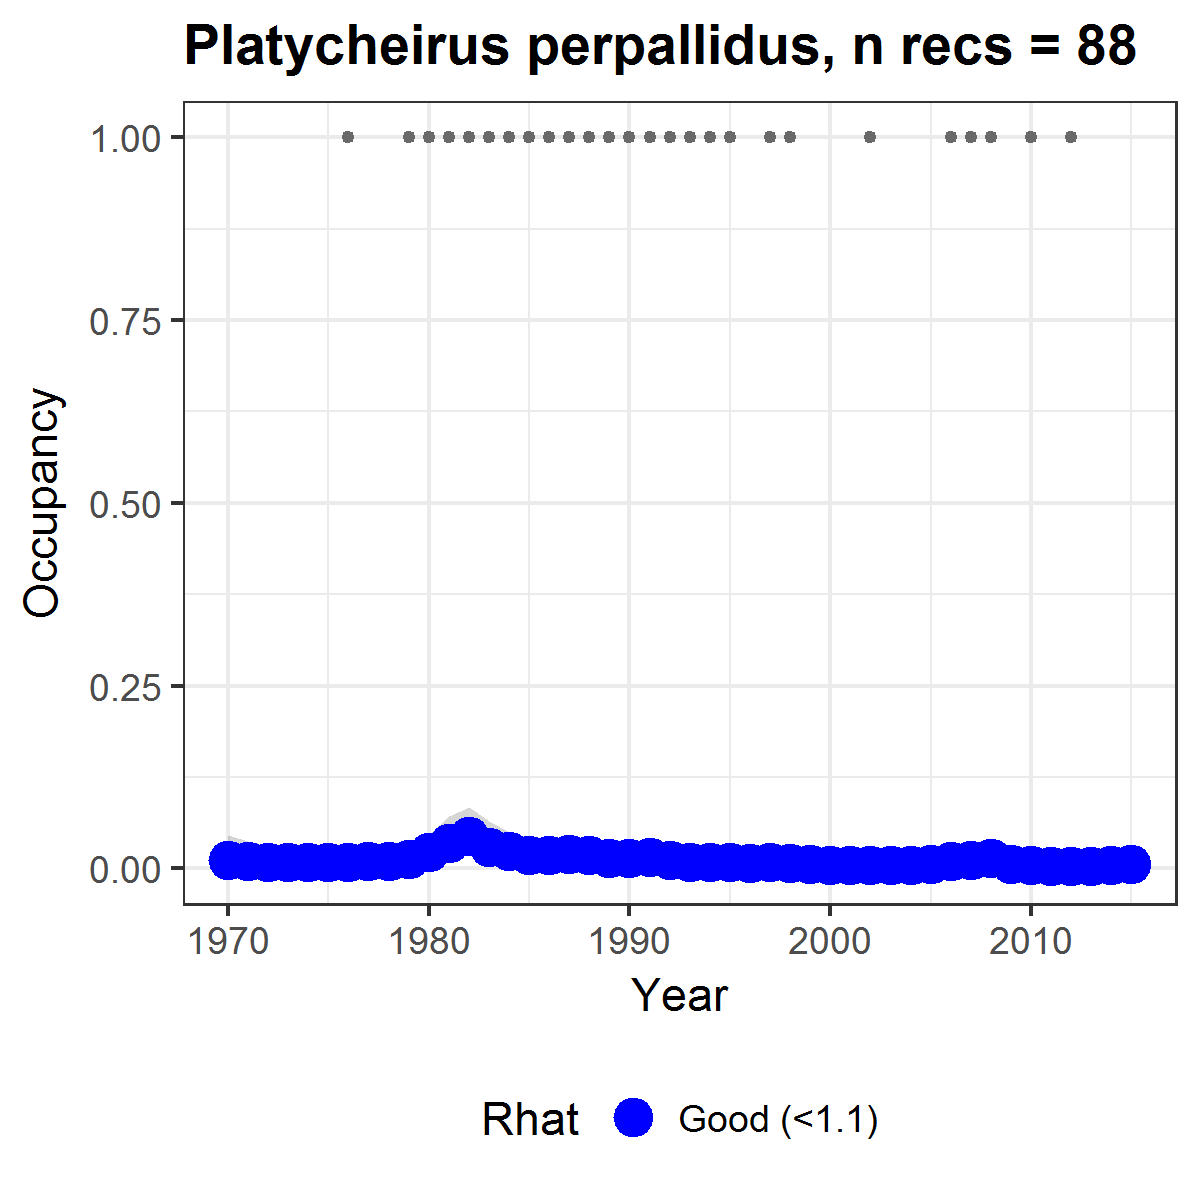 Platycheirus perpallidus, n recs = 88
1.00
0.75
0.50
0.25
0.00
Occupancy
1970 1980 1990 2000 2010
Year
Rhat Good (<1.1)